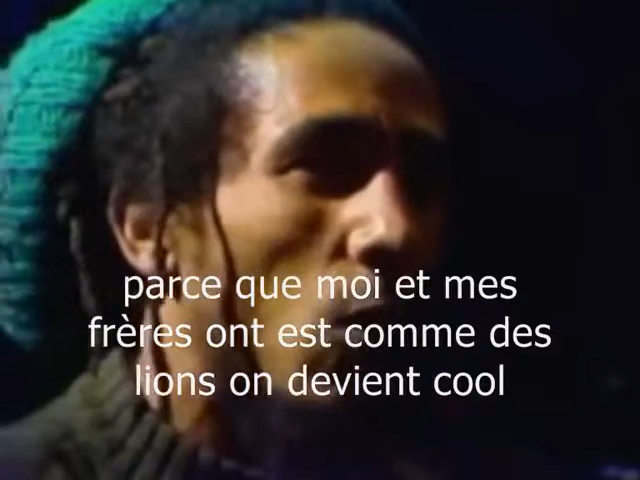 parce que moi et mes
frères ont est comme des
lions on devient cool